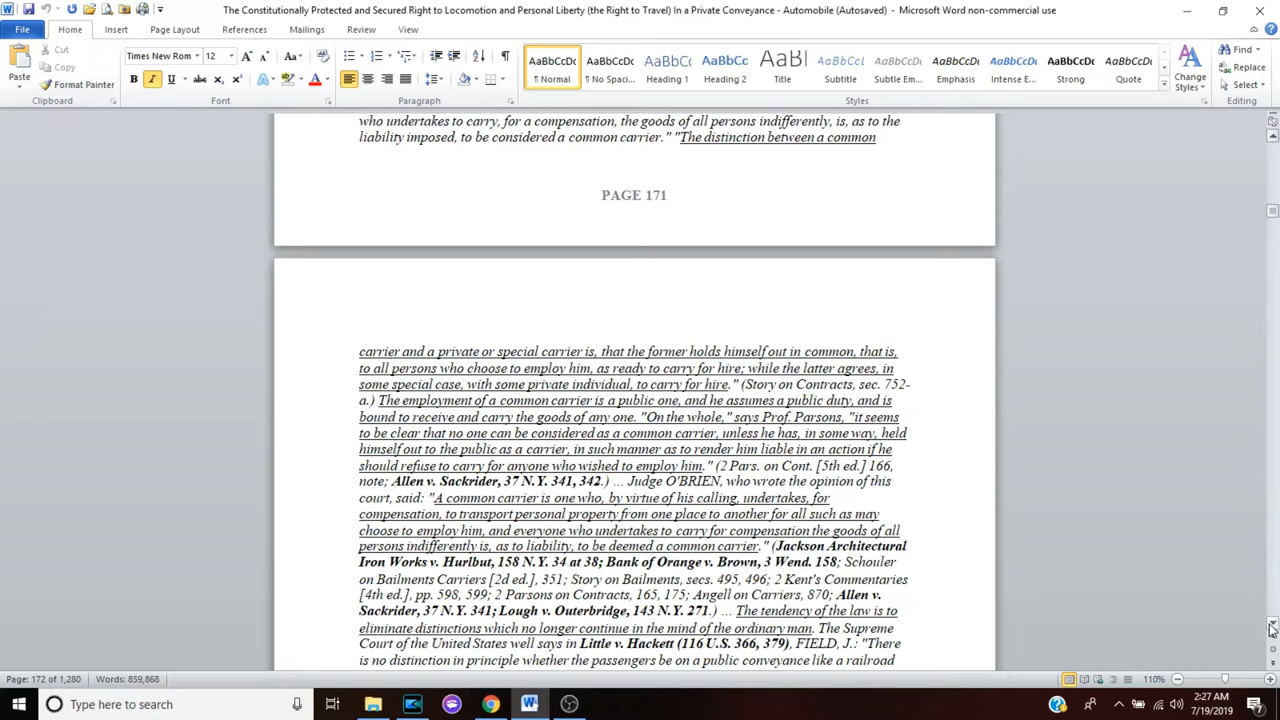 The Constitutionally Protected and Secured Right to Locomotion and Personal Liberty (the Right to Travel) In a Private Conveyance - Automobile (Autosaved) - Microsoft Word non-commercial use
File Home Insert Page Layout References Mailings Review View
Paste
Cut
Copy
Format Painter
Clipboard
Times New Rom 12
Font
Paragraph
AaBbCcDc AaBbCcDc AaBbCc AaBbCc AaBl AaBbCcl AaBbCcDc AaBbCcDc AaBbCcDc AaBbCcDc
¶ Normal ¶ No Spaci... Heading 1 Heading 2 Title Subtitle Subtle Em... Emphasis Intense E... Strong Quote
Change
Styles
Styles
Find
Replace
Select
Editing
who undertakes to carry, for a compensation, the goods of all persons indifferently, is, as to the
liability imposed, to be considered a common carrier." "The distinction between a common
PAGE 171
carrier and a private or special carrier is, that the former holds himself out in common, that is,
to all persons who choose to employ him, as ready to carry for hire; while the latter agrees, in
some special case, with some private individual, to carry for hire." (Story on Contracts, sec. 752-
a.) The employment of a common carrier is a public one, and he assumes a public duty, and is
bound to receive and carry the goods of any one. "On the whole," says Prof. Parsons, "it seems
to be clear that no one can be considered as a common carrier, unless he has, in some way, held
himself out to the public as a carrier, in such manner as to render him liable in an action if he
should refuse to carry for anyone who wished to employ him." (2 Pars. on Cont. [5th ed.] 166,
note; Allen v. Sackrider, 37 N.Y. 341, 342.) ... Judge O'BRIEN, who wrote the opinion of this
court, said: "A common carrier is one who, by virtue of his calling, undertakes, for
compensation, to transport personal property from one place to another for all such as may
choose to employ him, and everyone who undertakes to carry for compensation the goods of all
persons indifferently is, as to liability, to be deemed a common carrier." (Jackson Architectural
Iron Works v. Hurlbut, 158 N.Y. 34 at 38; Bank of Orange v. Brown, 3 Wend. 158; Schouler
on Bailments Carriers [2d ed.], 351; Story on Bailments, secs. 495, 496; 2 Kent's Commentaries
[4th ed.], pp. 598, 599; 2 Parsons on Contracts, 165, 175; Angell on Carriers, 870; Allen v.
Sackrider, 37 N.Y. 341; Lough v. Outerbridge, 143 N.Y. 271.) ... The tendency of the law is to
eliminate distinctions which no longer continue in the mind of the ordinary man. The Supreme
Court of the United States well says in Little v. Hackett (116 U.S. 366, 379), FIELD, J.: "There
is no distinction in principle whether the passengers be on a public conveyance like a railroad
Page: 172 of 1,280 Words: 859,868
110%
Type here to search
2:27 AM
7/19/2019